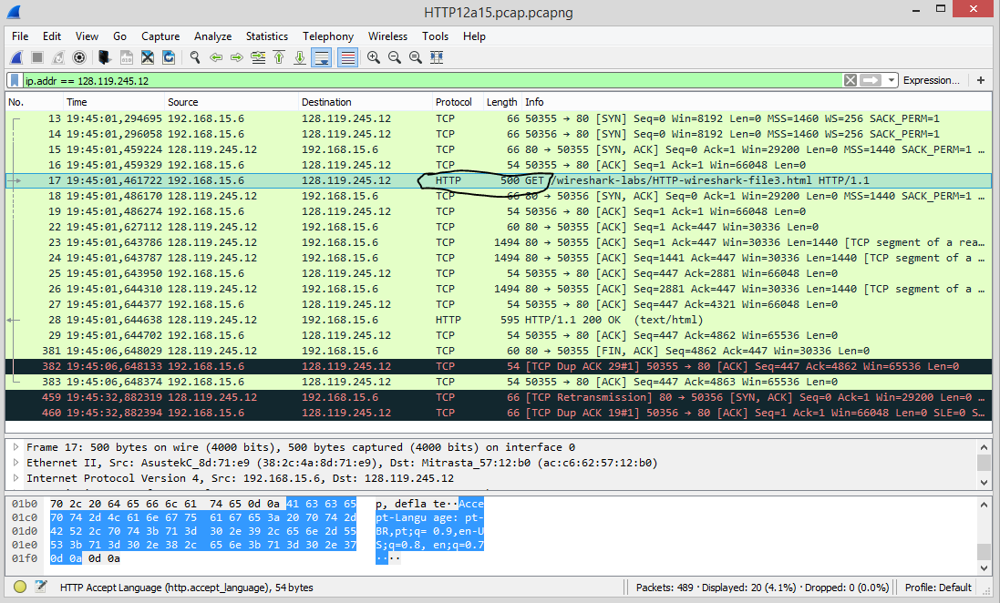 HTTP12a15.pcap.pcapng
File Edit View Go Capture Analyze Statistics Telephony Wireless Tools Help
ip.addr == 128.119.245.12 Expression... +
No. Time Source Destination Protocol Length Info
13 19:45:01,294695 192.168.15.6 128.119.245.12 TCP 66 50355 → 80 [SYN] Seq=0 Win=8192 Len=0 MSS=1460 WS=256 SACK_PERM=1
14 19:45:01,296058 192.168.15.6 128.119.245.12 TCP 66 50356 → 80 [SYN] Seq=0 Win=8192 Len=0 MSS=1460 WS=256 SACK_PERM=1
15 19:45:01,459224 128.119.245.12 192.168.15.6 TCP 66 80 → 50355 [SYN, ACK] Seq=0 Ack=1 Win=29200 Len=0 MSS=1440 SACK_PERM=1 …
16 19:45:01,459329 192.168.15.6 128.119.245.12 TCP 54 50355 → 80 [ACK] Seq=1 Ack=1 Win=66048 Len=0
17 19:45:01,461722 192.168.15.6 128.119.245.12 HTTP 500 GET /wireshark-labs/HTTP-wireshark-file3.html HTTP/1.1
18 19:45:01,486170 128.119.245.12 192.168.15.6 TCP 66 80 → 50356 [SYN, ACK] Seq=0 Ack=1 Win=29200 Len=0 MSS=1440 SACK_PERM=1 …
19 19:45:01,486274 192.168.15.6 128.119.245.12 TCP 54 50356 → 80 [ACK] Seq=1 Ack=1 Win=66048 Len=0
22 19:45:01,627112 128.119.245.12 192.168.15.6 TCP 60 80 → 50355 [ACK] Seq=1 Ack=447 Win=30336 Len=0
23 19:45:01,643786 128.119.245.12 192.168.15.6 TCP 1494 80 → 50355 [ACK] Seq=1 Ack=447 Win=30336 Len=1440 [TCP segment of a rea…
24 19:45:01,643787 128.119.245.12 192.168.15.6 TCP 1494 80 → 50355 [ACK] Seq=1441 Ack=447 Win=30336 Len=1440 [TCP segment of a …
25 19:45:01,643950 192.168.15.6 128.119.245.12 TCP 54 50355 → 80 [ACK] Seq=447 Ack=2881 Win=66048 Len=0
26 19:45:01,644310 128.119.245.12 192.168.15.6 TCP 1494 80 → 50355 [ACK] Seq=2881 Ack=447 Win=30336 Len=1440 [TCP segment of a …
27 19:45:01,644377 192.168.15.6 128.119.245.12 TCP 54 50355 → 80 [ACK] Seq=447 Ack=4321 Win=66048 Len=0
28 19:45:01,644638 128.119.245.12 192.168.15.6 HTTP 595 HTTP/1.1 200 OK (text/html)
29 19:45:01,644702 192.168.15.6 128.119.245.12 TCP 54 50355 → 80 [ACK] Seq=447 Ack=4862 Win=65536 Len=0
381 19:45:06,648029 128.119.245.12 192.168.15.6 TCP 60 80 → 50355 [FIN, ACK] Seq=4862 Ack=447 Win=30336 Len=0
382 19:45:06,648133 192.168.15.6 128.119.245.12 TCP 54 [TCP Dup ACK 29#1] 50355 → 80 [ACK] Seq=447 Ack=4862 Win=65536 Len=0
383 19:45:06,648374 192.168.15.6 128.119.245.12 TCP 54 50355 → 80 [ACK] Seq=447 Ack=4863 Win=65536 Len=0
459 19:45:32,882319 128.119.245.12 192.168.15.6 TCP 66 [TCP Retransmission] 80 → 50356 [SYN, ACK] Seq=0 Ack=1 Win=29200 Len=0 …
460 19:45:32,882394 192.168.15.6 128.119.245.12 TCP 66 [TCP Dup ACK 19#1] 50356 → 80 [ACK] Seq=1 Ack=1 Win=66048 Len=0 SLE=0 S…
Frame 17: 500 bytes on wire (4000 bits), 500 bytes captured (4000 bits) on interface 0
Ethernet II, Src: AsustekC_8d:71:e9 (38:2c:4a:8d:71:e9), Dst: Mitrasta_57:12:b0 (ac:c6:62:57:12:b0)
Internet Protocol Version 4, Src: 192.168.15.6, Dst: 128.119.245.12
01b0 70 2c 20 64 65 66 6c 61 74 65 0d 0a 41 63 63 65 p, defla te··Acce
01c0 70 74 2d 4c 61 6e 67 75 61 67 65 3a 20 70 74 2d pt-Langu age: pt-
01d0 42 52 2c 70 74 3b 71 3d 30 2e 39 2c 65 6e 2d 55 BR,pt;q= 0.9,en-U
01e0 53 3b 71 3d 30 2e 38 2c 65 6e 3b 71 3d 30 2e 37 S;q=0.8, en;q=0.7
01f0 0d 0a 0d 0a ····
HTTP Accept Language (http.accept_language), 54 bytes Packets: 489 · Displayed: 20 (4.1%) · Dropped: 0 (0.0%) Profile: Default